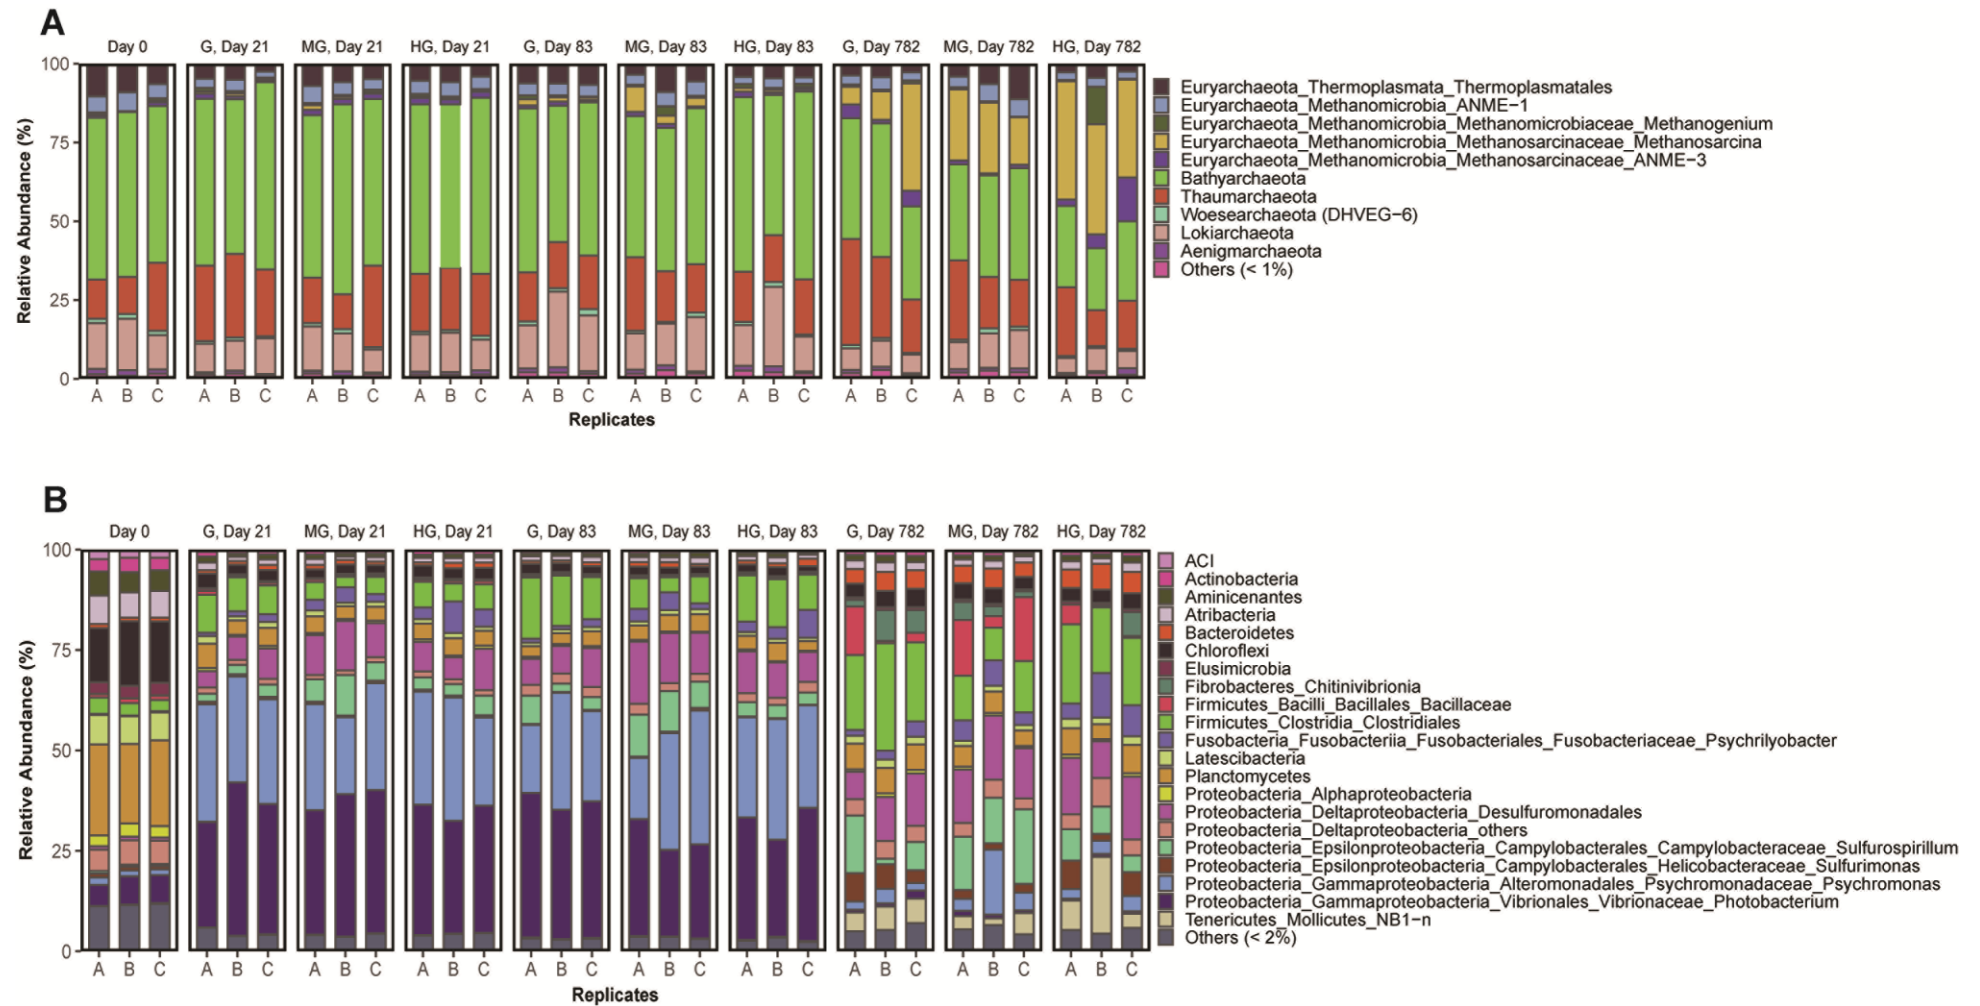 A
Day 0
G, Day 21
MG, Day 21
HG, Day 21
G, Day 83
MG, Day 83
HG, Day 83
G, Day 782
MG, Day 782
HG, Day 782
Relative Abundance (%)
100
75
50
25
0
A B C A B C A B C A B C A B C A B C A B C A B C A B C A B C
Replicates
Euryarchaeota_Thermoplasmata_Thermoplasmatales
Euryarchaeota_Methanomicrobia_ANME−1
Euryarchaeota_Methanomicrobia_Methanomicrobiaceae_Methanogenium
Euryarchaeota_Methanomicrobia_Methanosarcinaceae_Methanosarcina
Euryarchaeota_Methanomicrobia_Methanosarcinaceae_ANME−3
Bathyarchaeota
Thaumarchaeota
Woesearchaeota (DHVEG−6)
Lokiarchaeota
Aenigmarchaeota
Others (< 1%)
B
Day 0
G, Day 21
MG, Day 21
HG, Day 21
G, Day 83
MG, Day 83
HG, Day 83
G, Day 782
MG, Day 782
HG, Day 782
Relative Abundance (%)
100
75
50
25
0
A B C A B C A B C A B C A B C A B C A B C A B C A B C A B C
Replicates
ACI
Actinobacteria
Aminicenantes
Atribacteria
Bacteroidetes
Chloroflexi
Elusimicrobia
Fibrobacteres_Chitinivibrionia
Firmicutes_Bacilli_Bacillales_Bacillaceae
Firmicutes_Clostridia_Clostridiales
Fusobacteria_Fusobacteriia_Fusobacteriales_Fusobacteriaceae_Psychrilyobacter
Latescibacteria
Planctomycetes
Proteobacteria_Alphaproteobacteria
Proteobacteria_Deltaproteobacteria_Desulfuromonadales
Proteobacteria_Deltaproteobacteria_others
Proteobacteria_Epsilonproteobacteria_Campylobacterales_Campylobacteraceae_Sulfurospirillum
Proteobacteria_Epsilonproteobacteria_Campylobacterales_Helicobacteraceae_Sulfurimonas
Proteobacteria_Gammaproteobacteria_Alteromonadales_Psychromonadaceae_Psychromonas
Proteobacteria_Gammaproteobacteria_Vibrionales_Vibrionaceae_Photobacterium
Tenericutes_Mollicutes_NB1−n
Others (< 2%)